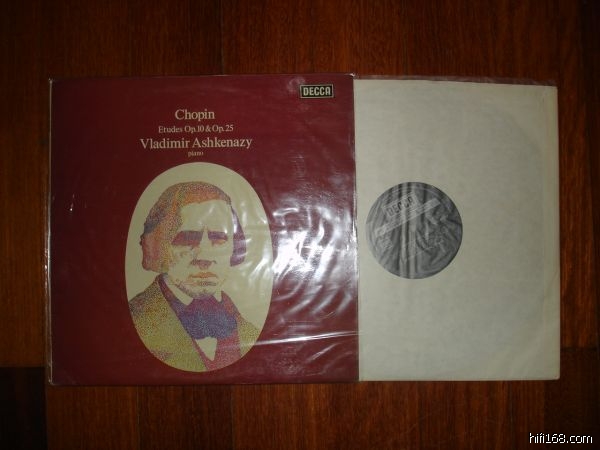 DECCA
Chopin
Etudes Op.10 & Op.25
Vladimir Ashkenazy
piano
DECCA
hifi168.com